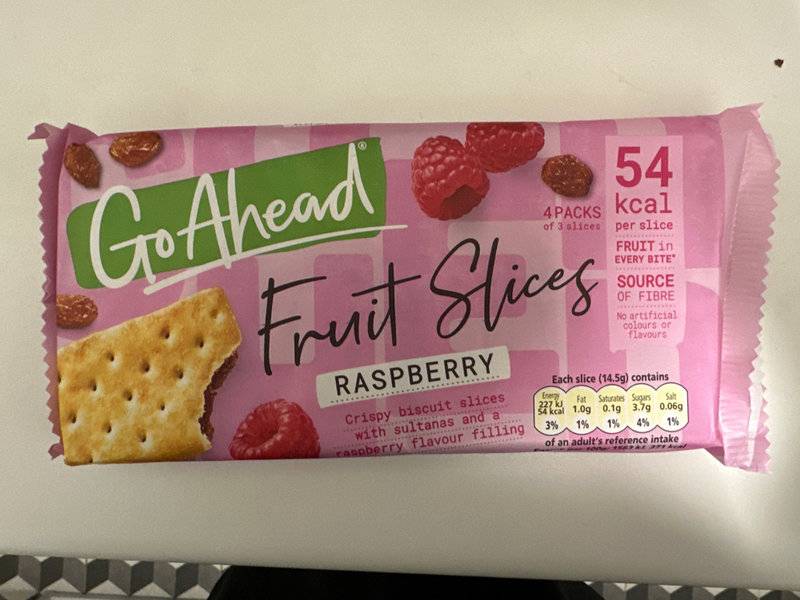 Go Ahead®
Fruit Slices
RASPBERRY
Crispy biscuit slices
with sultanas and a
raspberry flavour filling
4 PACKS
of 3 slices
54
kcal
per slice
FRUIT in
EVERY BITE*
SOURCE
OF FIBRE
No artificial
colours or
flavours
Each slice (14.5g) contains
Energy Fat Saturates Sugars Salt
227 kJ
54 kcal 1.0g 0.1g 3.7g 0.06g
3% 1% 1% 4% 1%
of an adult's reference intake